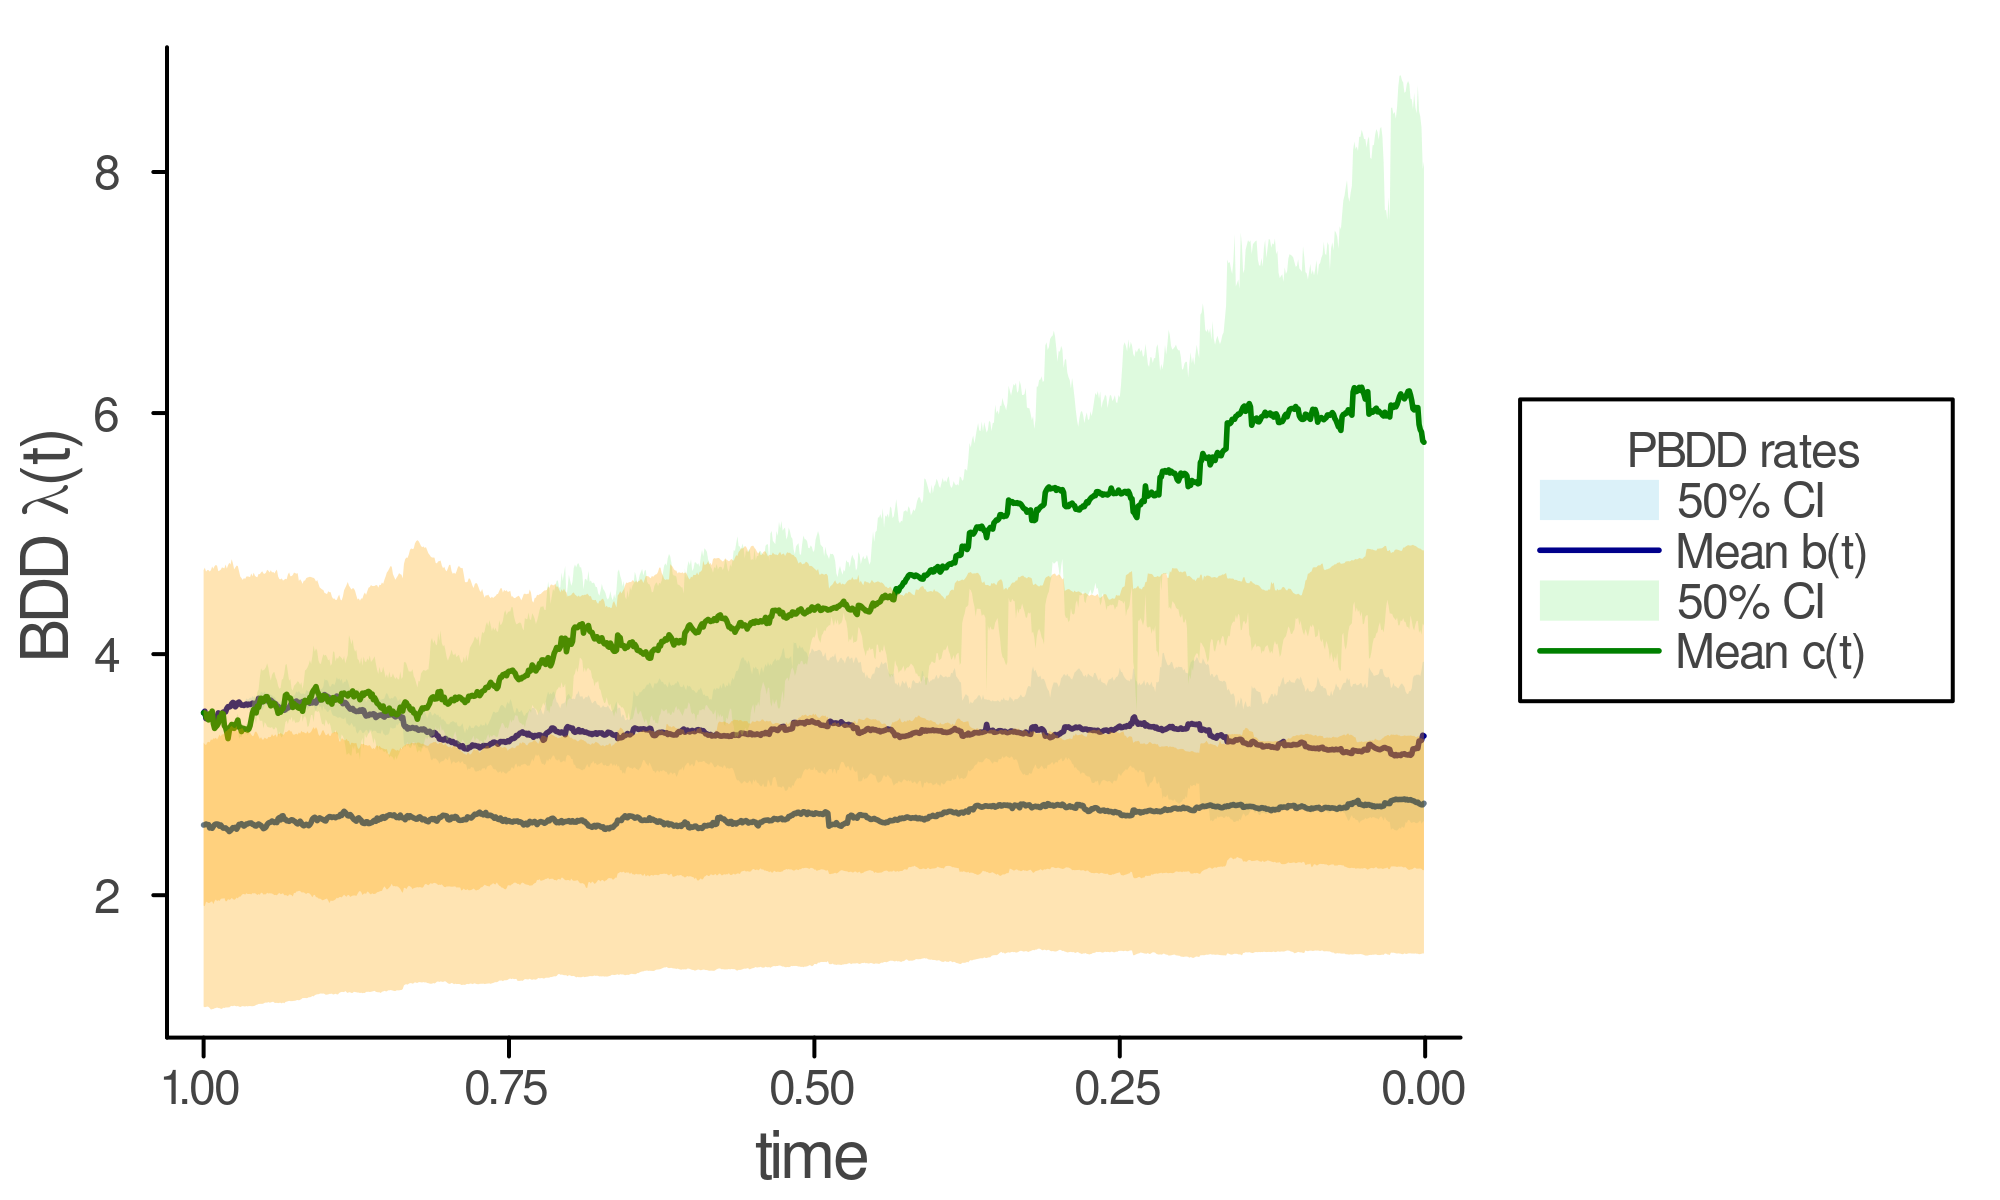 BDD λ(t)
8
6
4
2
1.00
0.75
0.50
0.25
0.00
time
PBDD rates
50% CI
Mean b(t)
50% CI
Mean c(t)